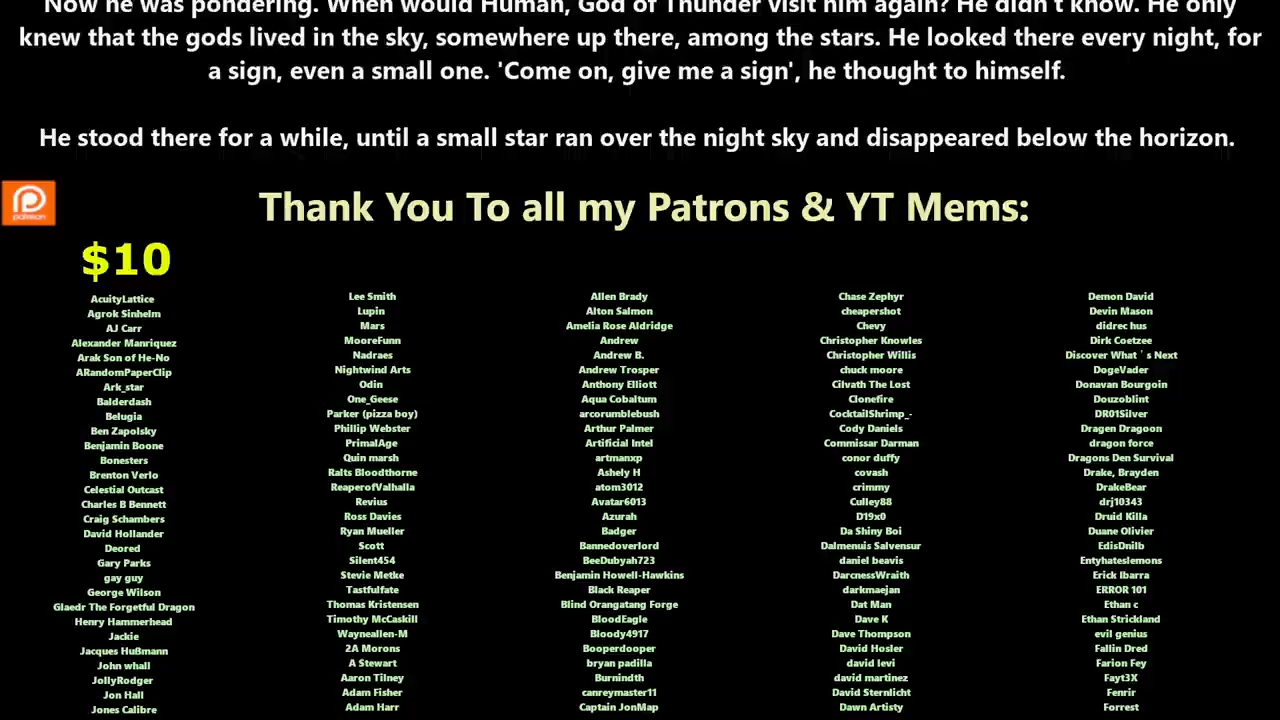 Now he was pondering. When would Human, God of Thunder visit him again? He didn't know. He only
knew that the gods lived in the sky, somewhere up there, among the stars. He looked there every night, for
a sign, even a small one. 'Come on, give me a sign', he thought to himself.
He stood there for a while, until a small star ran over the night sky and disappeared below the horizon.
patreon
Thank You To all my Patrons & YT Mems:
$10
AcuityLattice
Agrok Sinhelm
AJ Carr
Alexander Manriquez
Arak Son of He-No
ARandomPaperClip
Ark_star
Balderdash
Belugia
Ben Zapolsky
Benjamin Boone
Bonesters
Brenton Verlo
Celestial Outcast
Charles B Bennett
Craig Schambers
David Hollander
Deored
Gary Parks
gay guy
George Wilson
Glaedr The Forgetful Dragon
Henry Hammerhead
Jackie
Jacques Hußmann
John whall
JollyRodger
Jon Hall
Jones Calibre
Lee Smith
Lupin
Mars
MooreFunn
Nadraes
Nightwind Arts
Odin
One_Geese
Parker (pizza boy)
Phillip Webster
PrimalAge
Quin marsh
Ralts Bloodthorne
ReaperofValhalla
Revius
Ross Davies
Ryan Mueller
Scott
Silent454
Stevie Metke
Tastfulfate
Thomas Kristensen
Timothy McCaskill
Wayneallen-M
2A Morons
A Stewart
Aaron Tilney
Adam Fisher
Adam Harr
Allen Brady
Alton Salmon
Amelia Rose Aldridge
Andrew
Andrew B.
Andrew Trosper
Anthony Elliott
Aqua Cobaltum
arcorumblebush
Arthur Palmer
Artificial Intel
artmanxp
Ashely H
atom3012
Avatar6013
Azurah
Badger
Bannedoverlord
BeeDubyah723
Benjamin Howell-Hawkins
Black Reaper
Blind Orangatang Forge
BloodEagle
Bloody4917
Booperdooper
bryan padilla
Burnindth
canreymaster11
Captain JonMap
Chase Zephyr
cheapershot
Chevy
Christopher Knowles
Christopher Willis
chuck moore
Cilvath The Lost
Clonefire
CocktailShrimp_-
Cody Daniels
Commissar Darman
conor duffy
covash
crimmy
Culley88
D19x0
Da Shiny Boi
Dalmenuis Salvensur
daniel beavis
DarcnessWraith
darkmaejan
Dat Man
Dave K
Dave Thompson
David Hosler
david levi
david martinez
David Sternlicht
Dawn Artisty
Demon David
Devin Mason
didrec hus
Dirk Coetzee
Discover What＇s Next
DogeVader
Donavan Bourgoin
Douzoblint
DR01Silver
Dragen Dragoon
dragon force
Dragons Den Survival
Drake, Brayden
DrakeBear
drj10343
Druid Killa
Duane Olivier
EdisDnilb
Entyhateslemons
Erick Ibarra
ERROR 101
Ethan c
Ethan Strickland
evil genius
Fallin Dred
Farion Fey
Fayt3X
Fenrir
Forrest